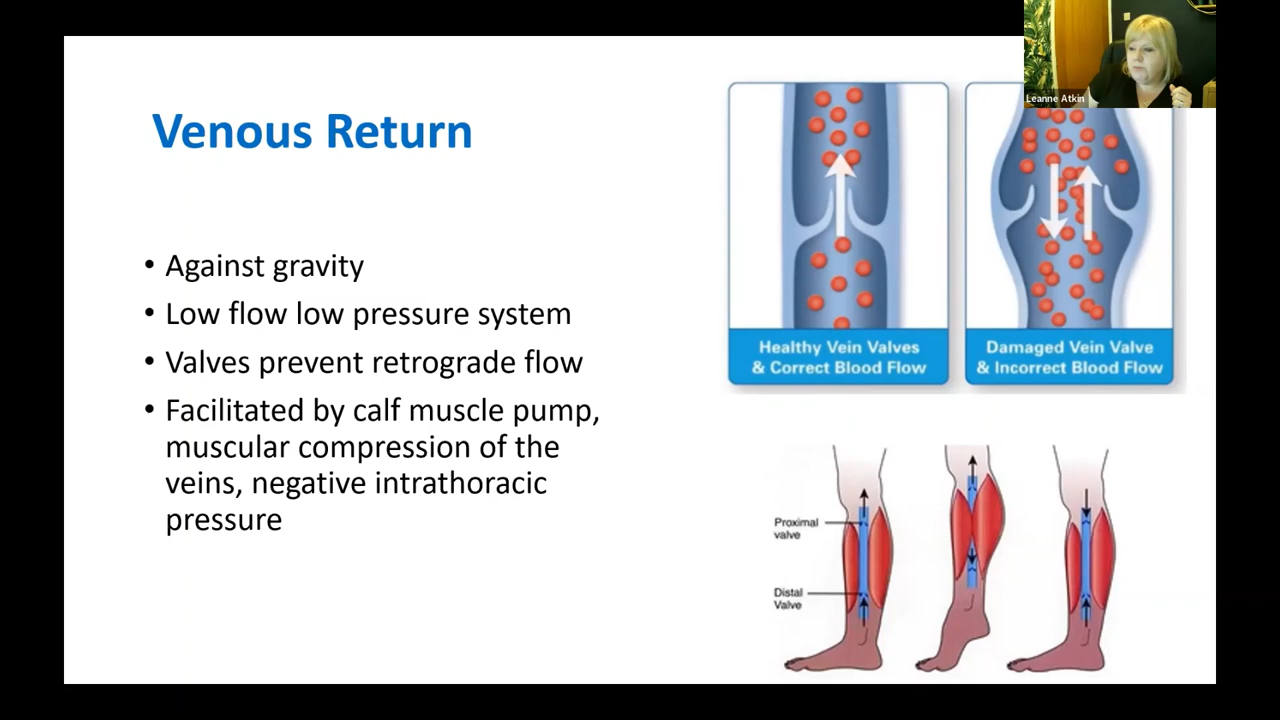 Venous Return
• Against gravity
• Low flow low pressure system
• Valves prevent retrograde flow
• Facilitated by calf muscle pump,
muscular compression of the
veins, negative intrathoracic
pressure
Leanne Atkin
Healthy Vein Valves
& Correct Blood Flow
Damaged Vein Valve
& Incorrect Blood Flow
Proximal
valve
Distal
Valve